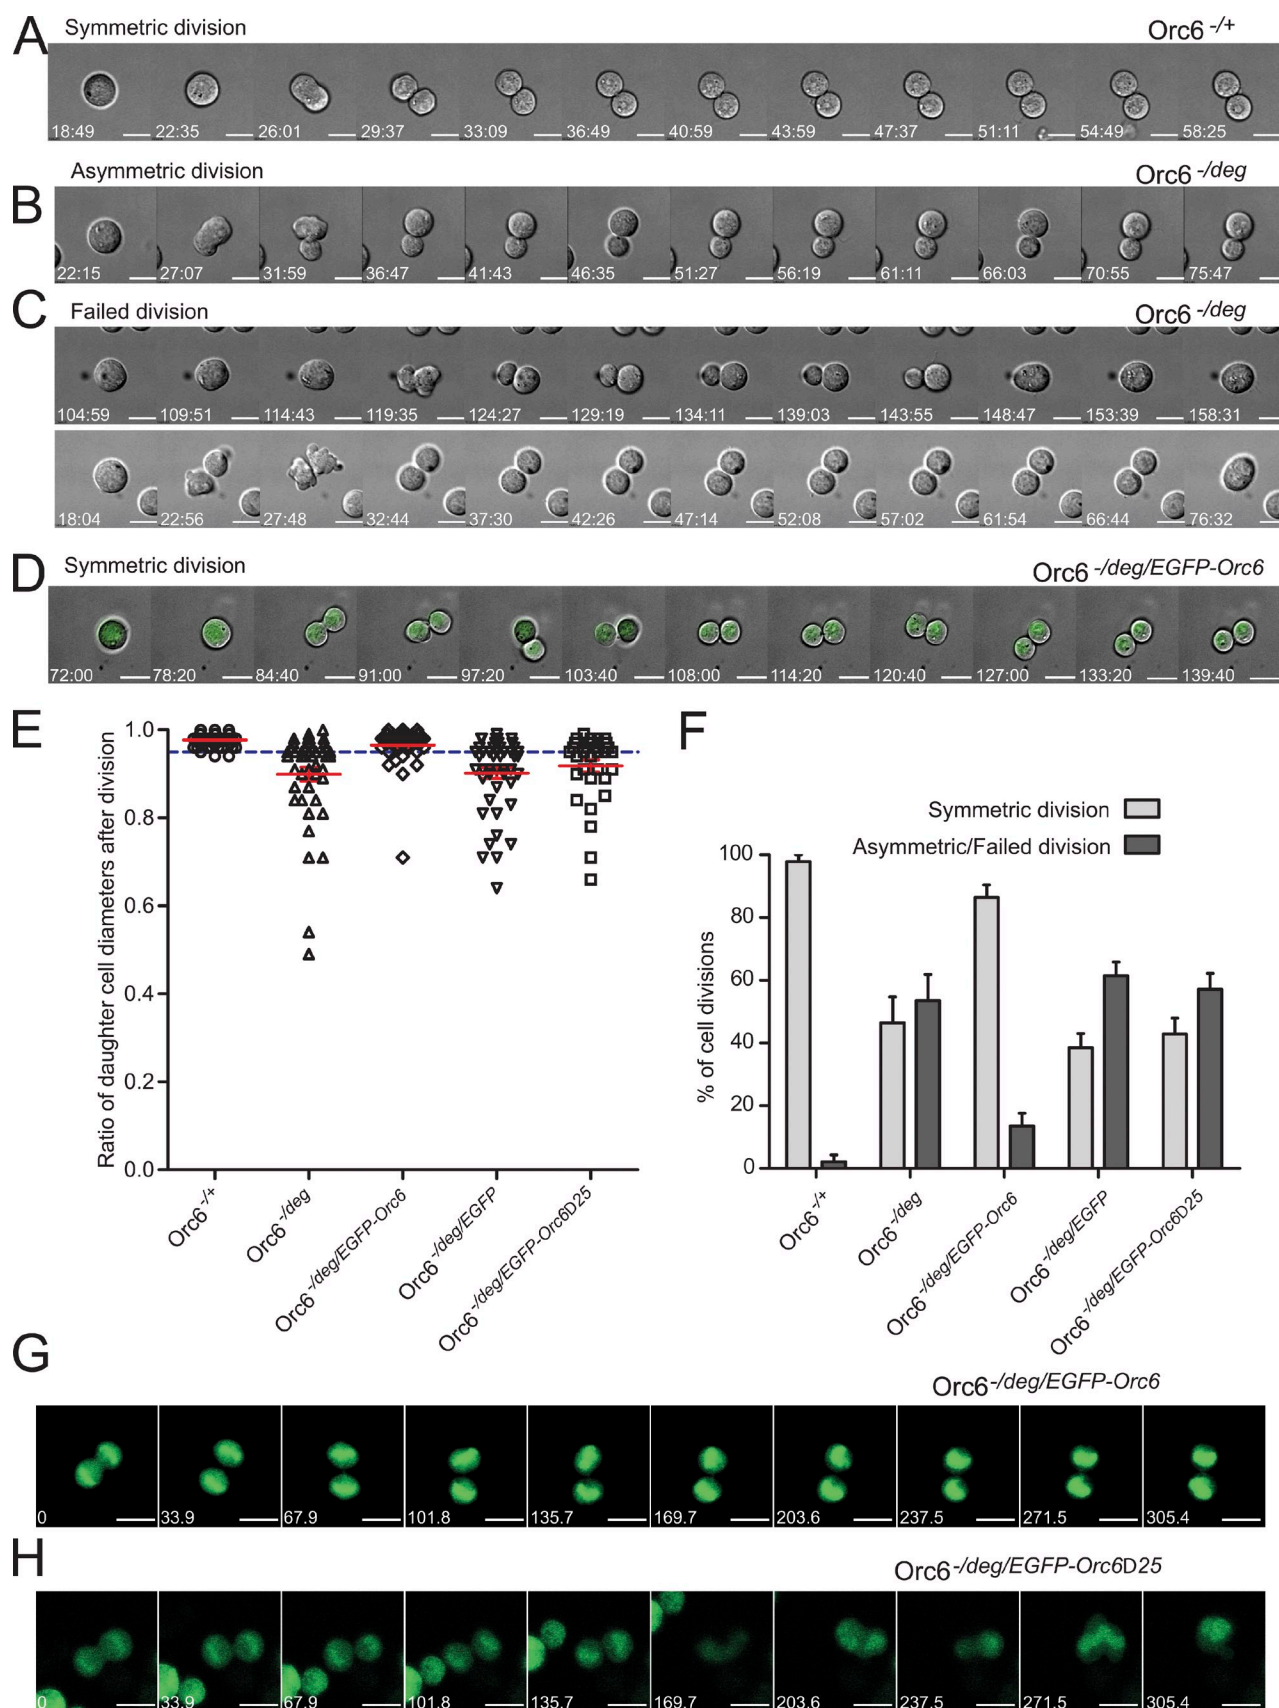 A
Symmetric division
Orc6 -/+
18:49 22:35 26:01 29:37 33:09 36:49 40:59 43:59 47:37 51:11 54:49 58:25
B
Asymmetric division
Orc6 -/deg
22:15 27:07 31:59 36:47 41:43 46:35 51:27 56:19 61:11 66:03 70:55 75:47
C
Failed division
Orc6 -/deg
104:59 109:51 114:43 119:35 124:27 129:19 134:11 139:03 143:55 148:47 153:39 158:31
18:04 22:56 27:48 32:44 37:30 42:26 47:14 52:08 57:02 61:54 66:44 76:32
D
Symmetric division
Orc6 -/deg/EGFP-Orc6
72:00 78:20 84:40 91:00 97:20 103:40 108:00 114:20 120:40 127:00 133:20 139:40
E
Ratio of daughter cell diameters after division
1.0
0.8
0.6
0.4
0.2
0.0
Orc6 -/+
Orc6 -/deg
Orc6 -/deg/EGFP-Orc6
Orc6 -/deg/EGFP
Orc6 -/deg/EGFP-Orc6D25
F
Symmetric division
Asymmetric/Failed division
% of cell divisions
100
80
60
40
20
0
Orc6 -/+
Orc6 -/deg
Orc6 -/deg/EGFP-Orc6
Orc6 -/deg/EGFP
Orc6 -/deg/EGFP-Orc6D25
G
Orc6 -/deg/EGFP-Orc6
0 33.9 67.9 101.8 135.7 169.7 203.6 237.5 271.5 305.4
H
Orc6 -/deg/EGFP-Orc6D25
0 33.9 67.9 101.8 135.7 169.7 203.6 237.5 271.5 305.4